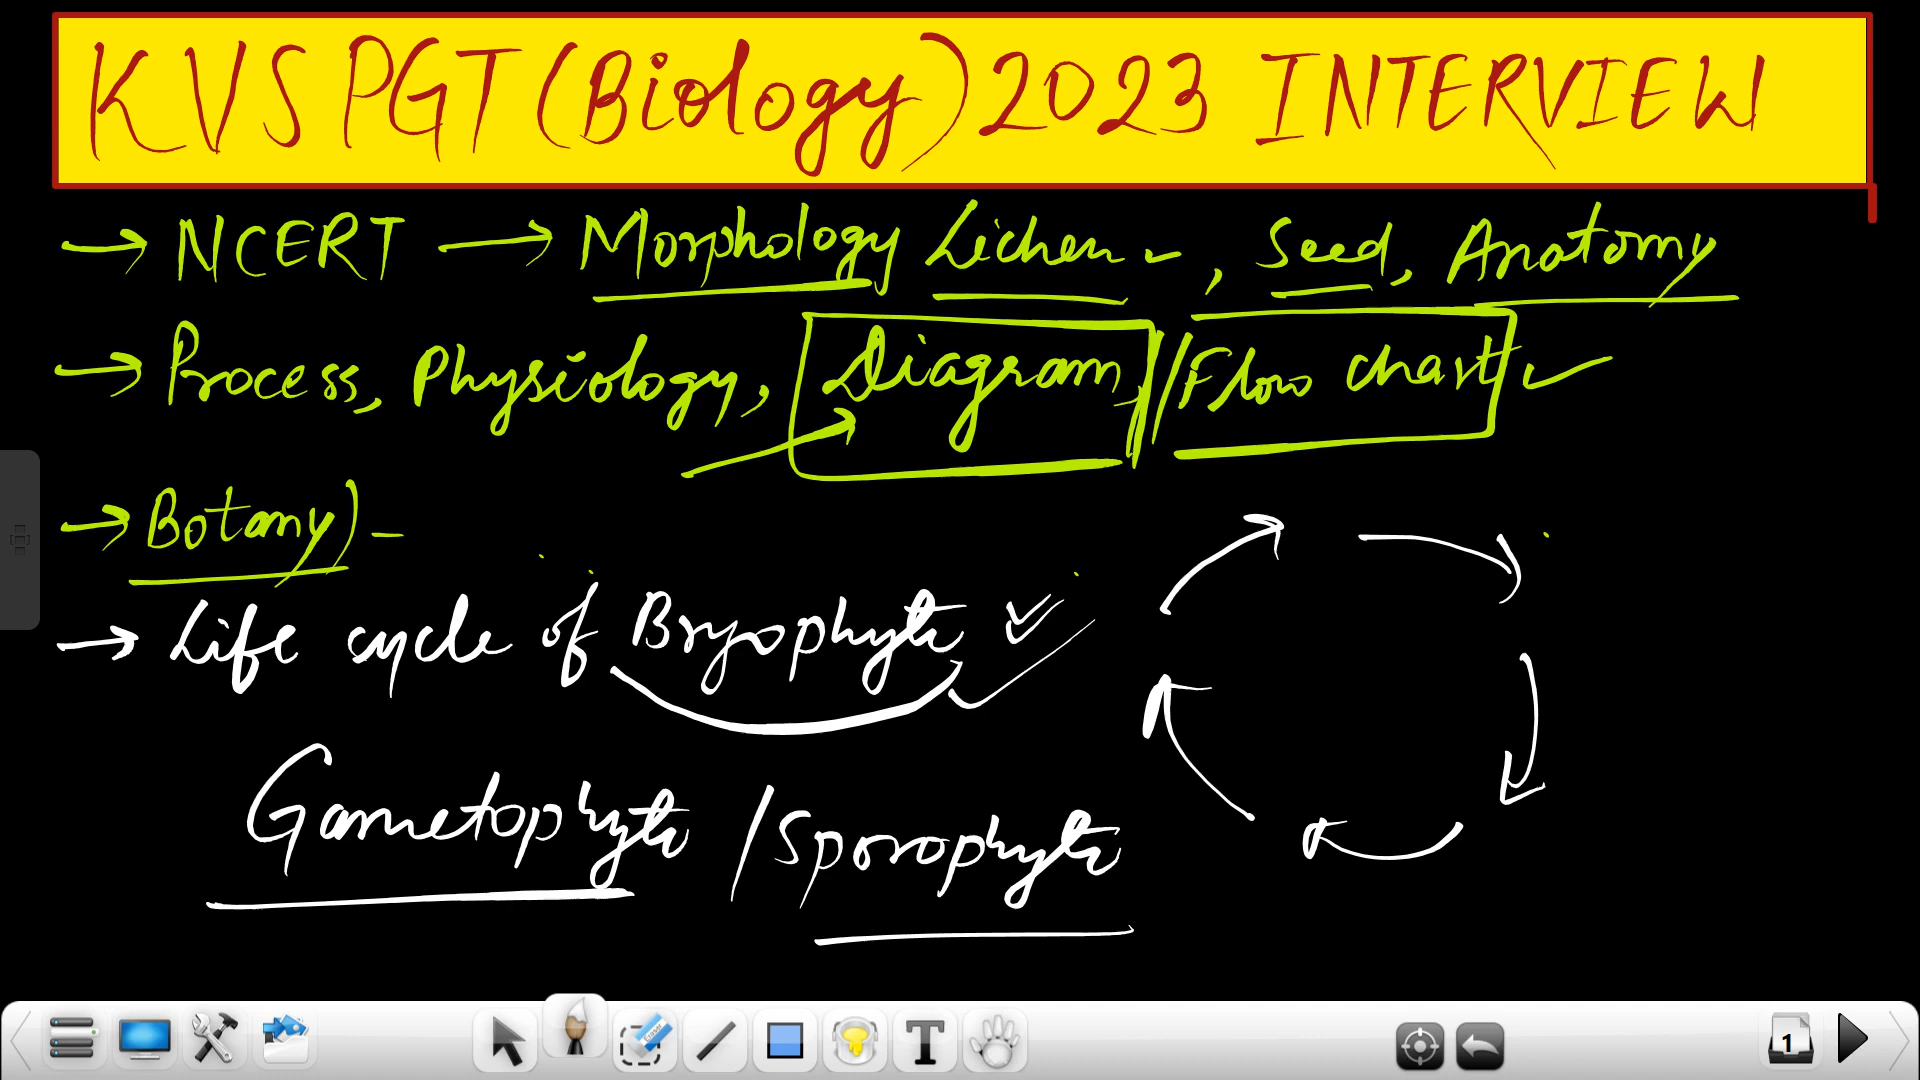 KVS PGT (Biology) 2023 INTERVIEW
→ NCERT → Morphology Lichen ✓, Seed, Anatomy
→ Process, Physiology, Diagram, // Flow chart ✓
→ Botany) -
→ Life cycle of Bryophyte ✓✓
Gametophyte / Sporophyte
T
1